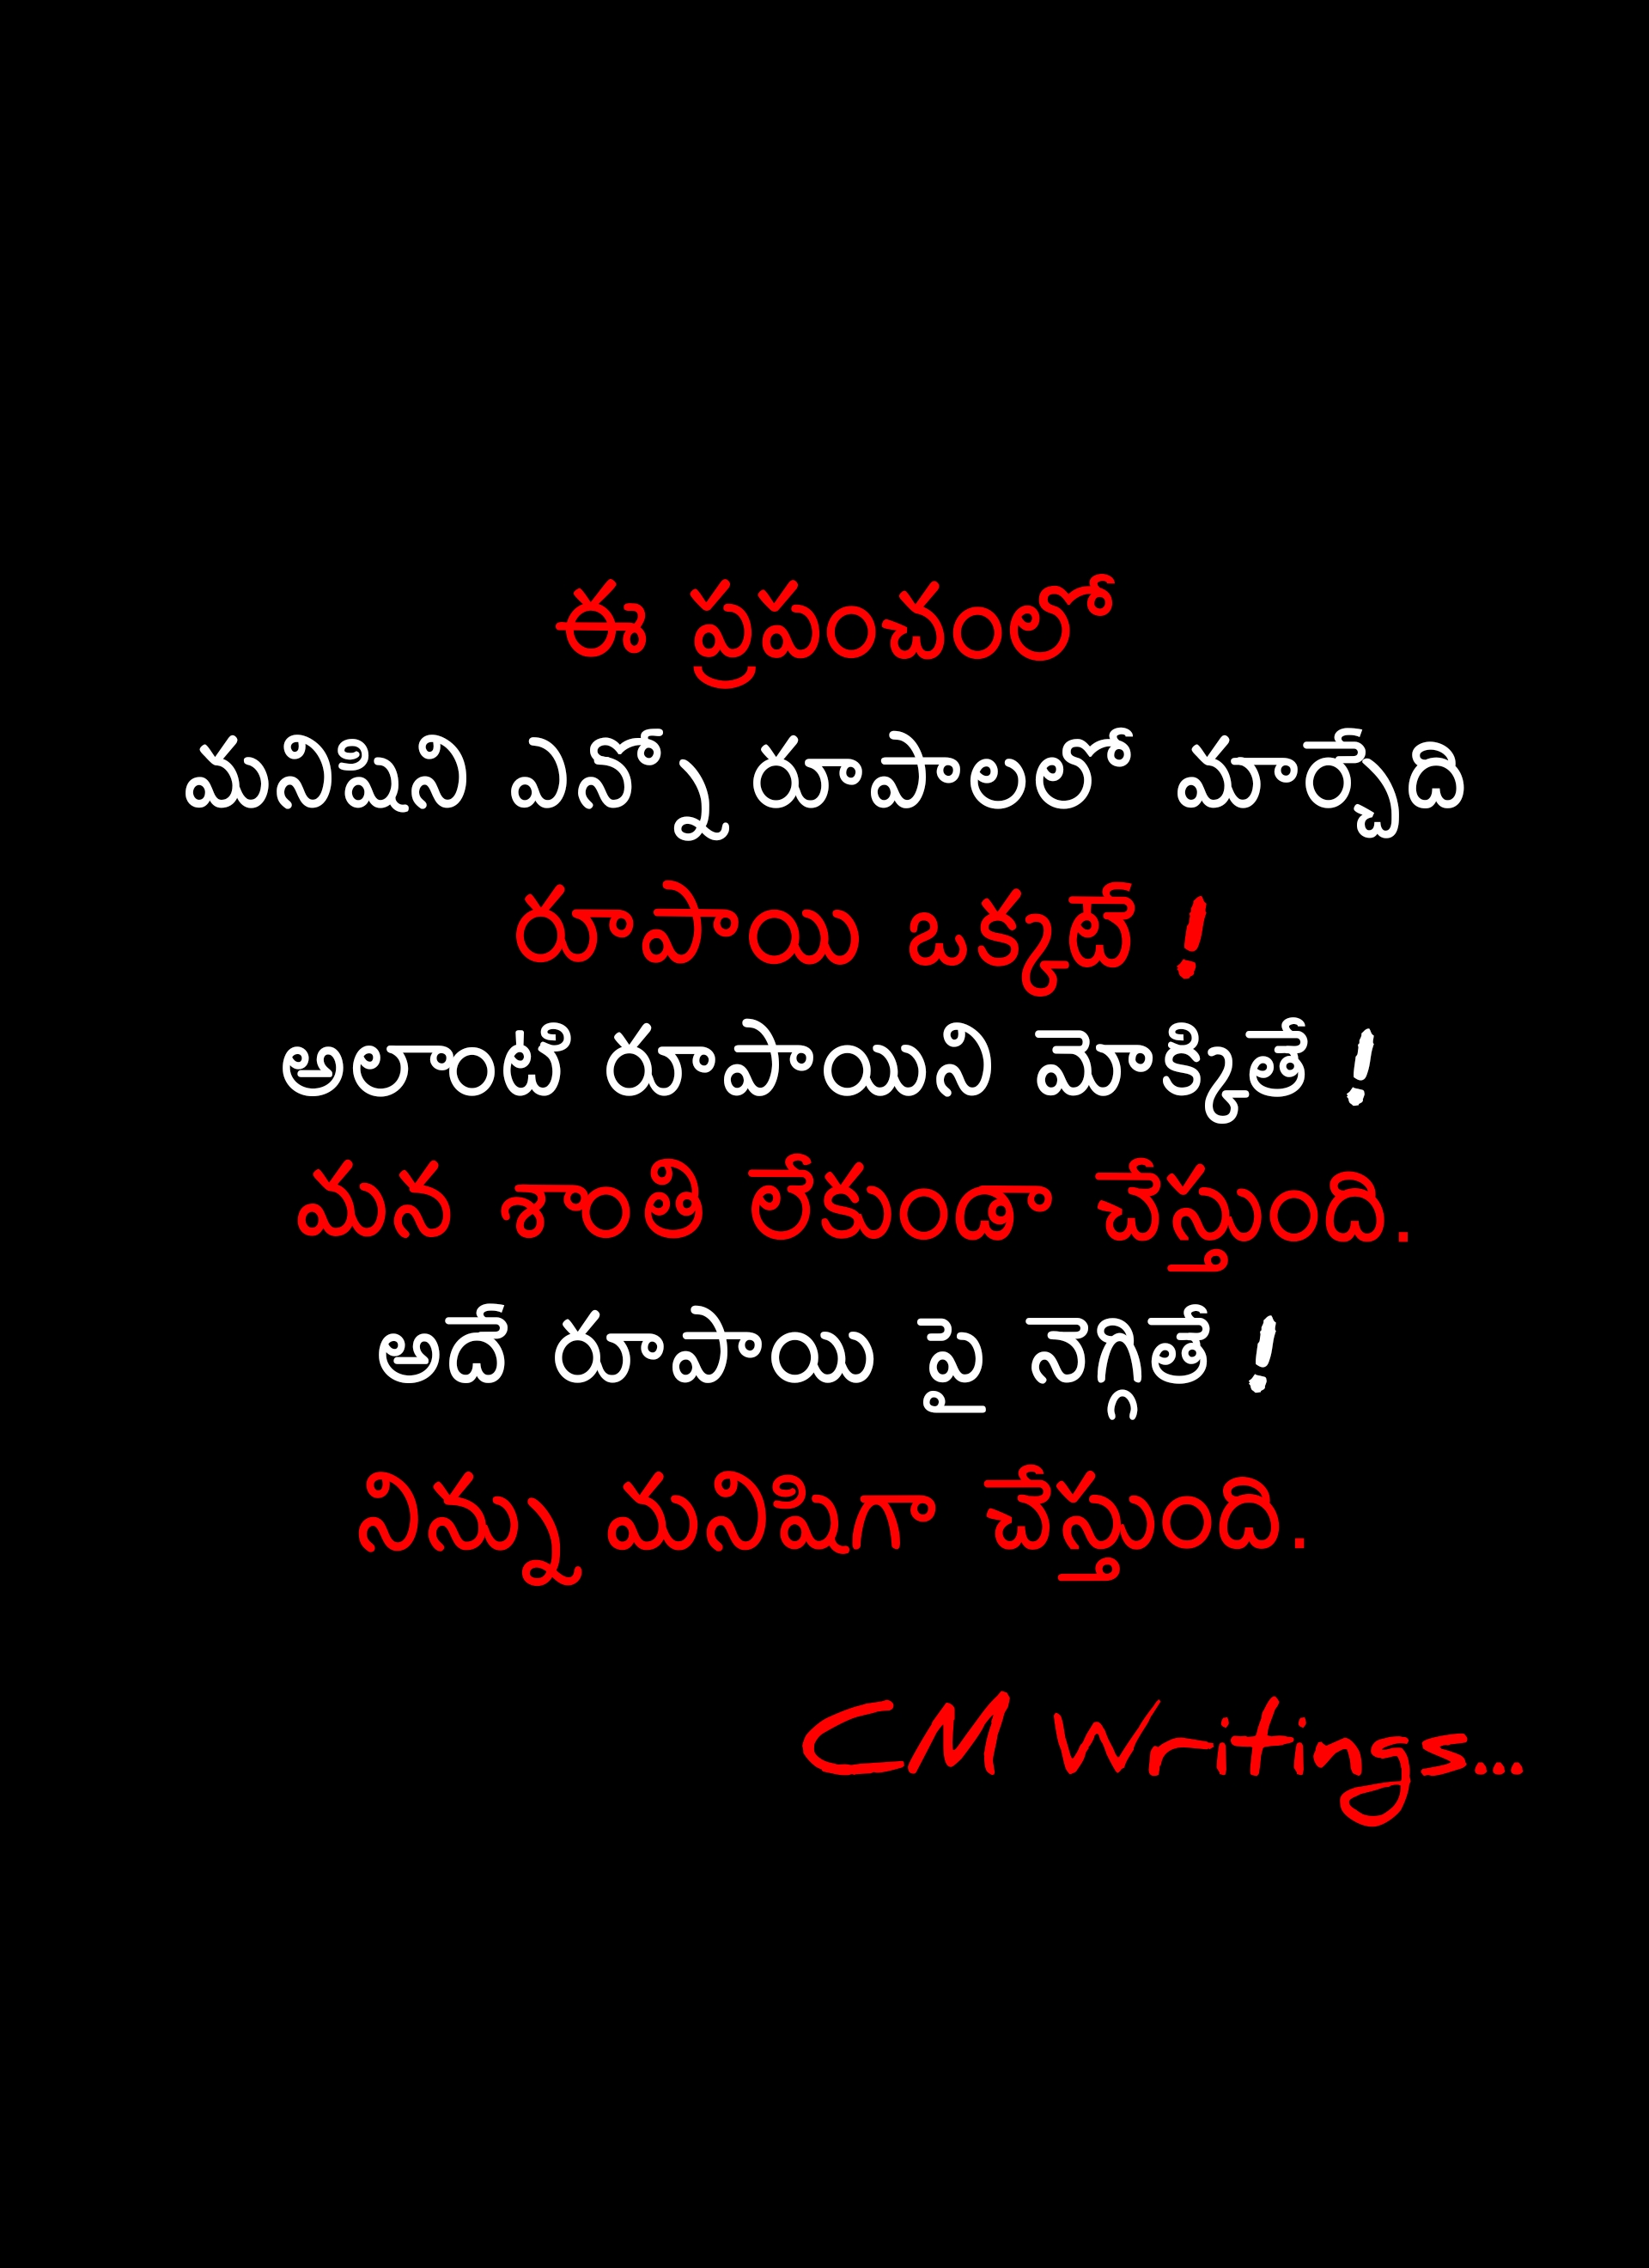 ఈ ప్రపంచంలో
మనిషిని ఎన్నో రూపాలలో మార్చేది
రూపాయి ఒక్కటే !
అలాంటి రూపాయిని మొక్కితే !
మన శాంతి లేకుండా చేస్తుంది.
అదే రూపాయి పై నెగ్గితే !
నిన్ను మనిషిగా చేస్తుంది.
CM Writings...